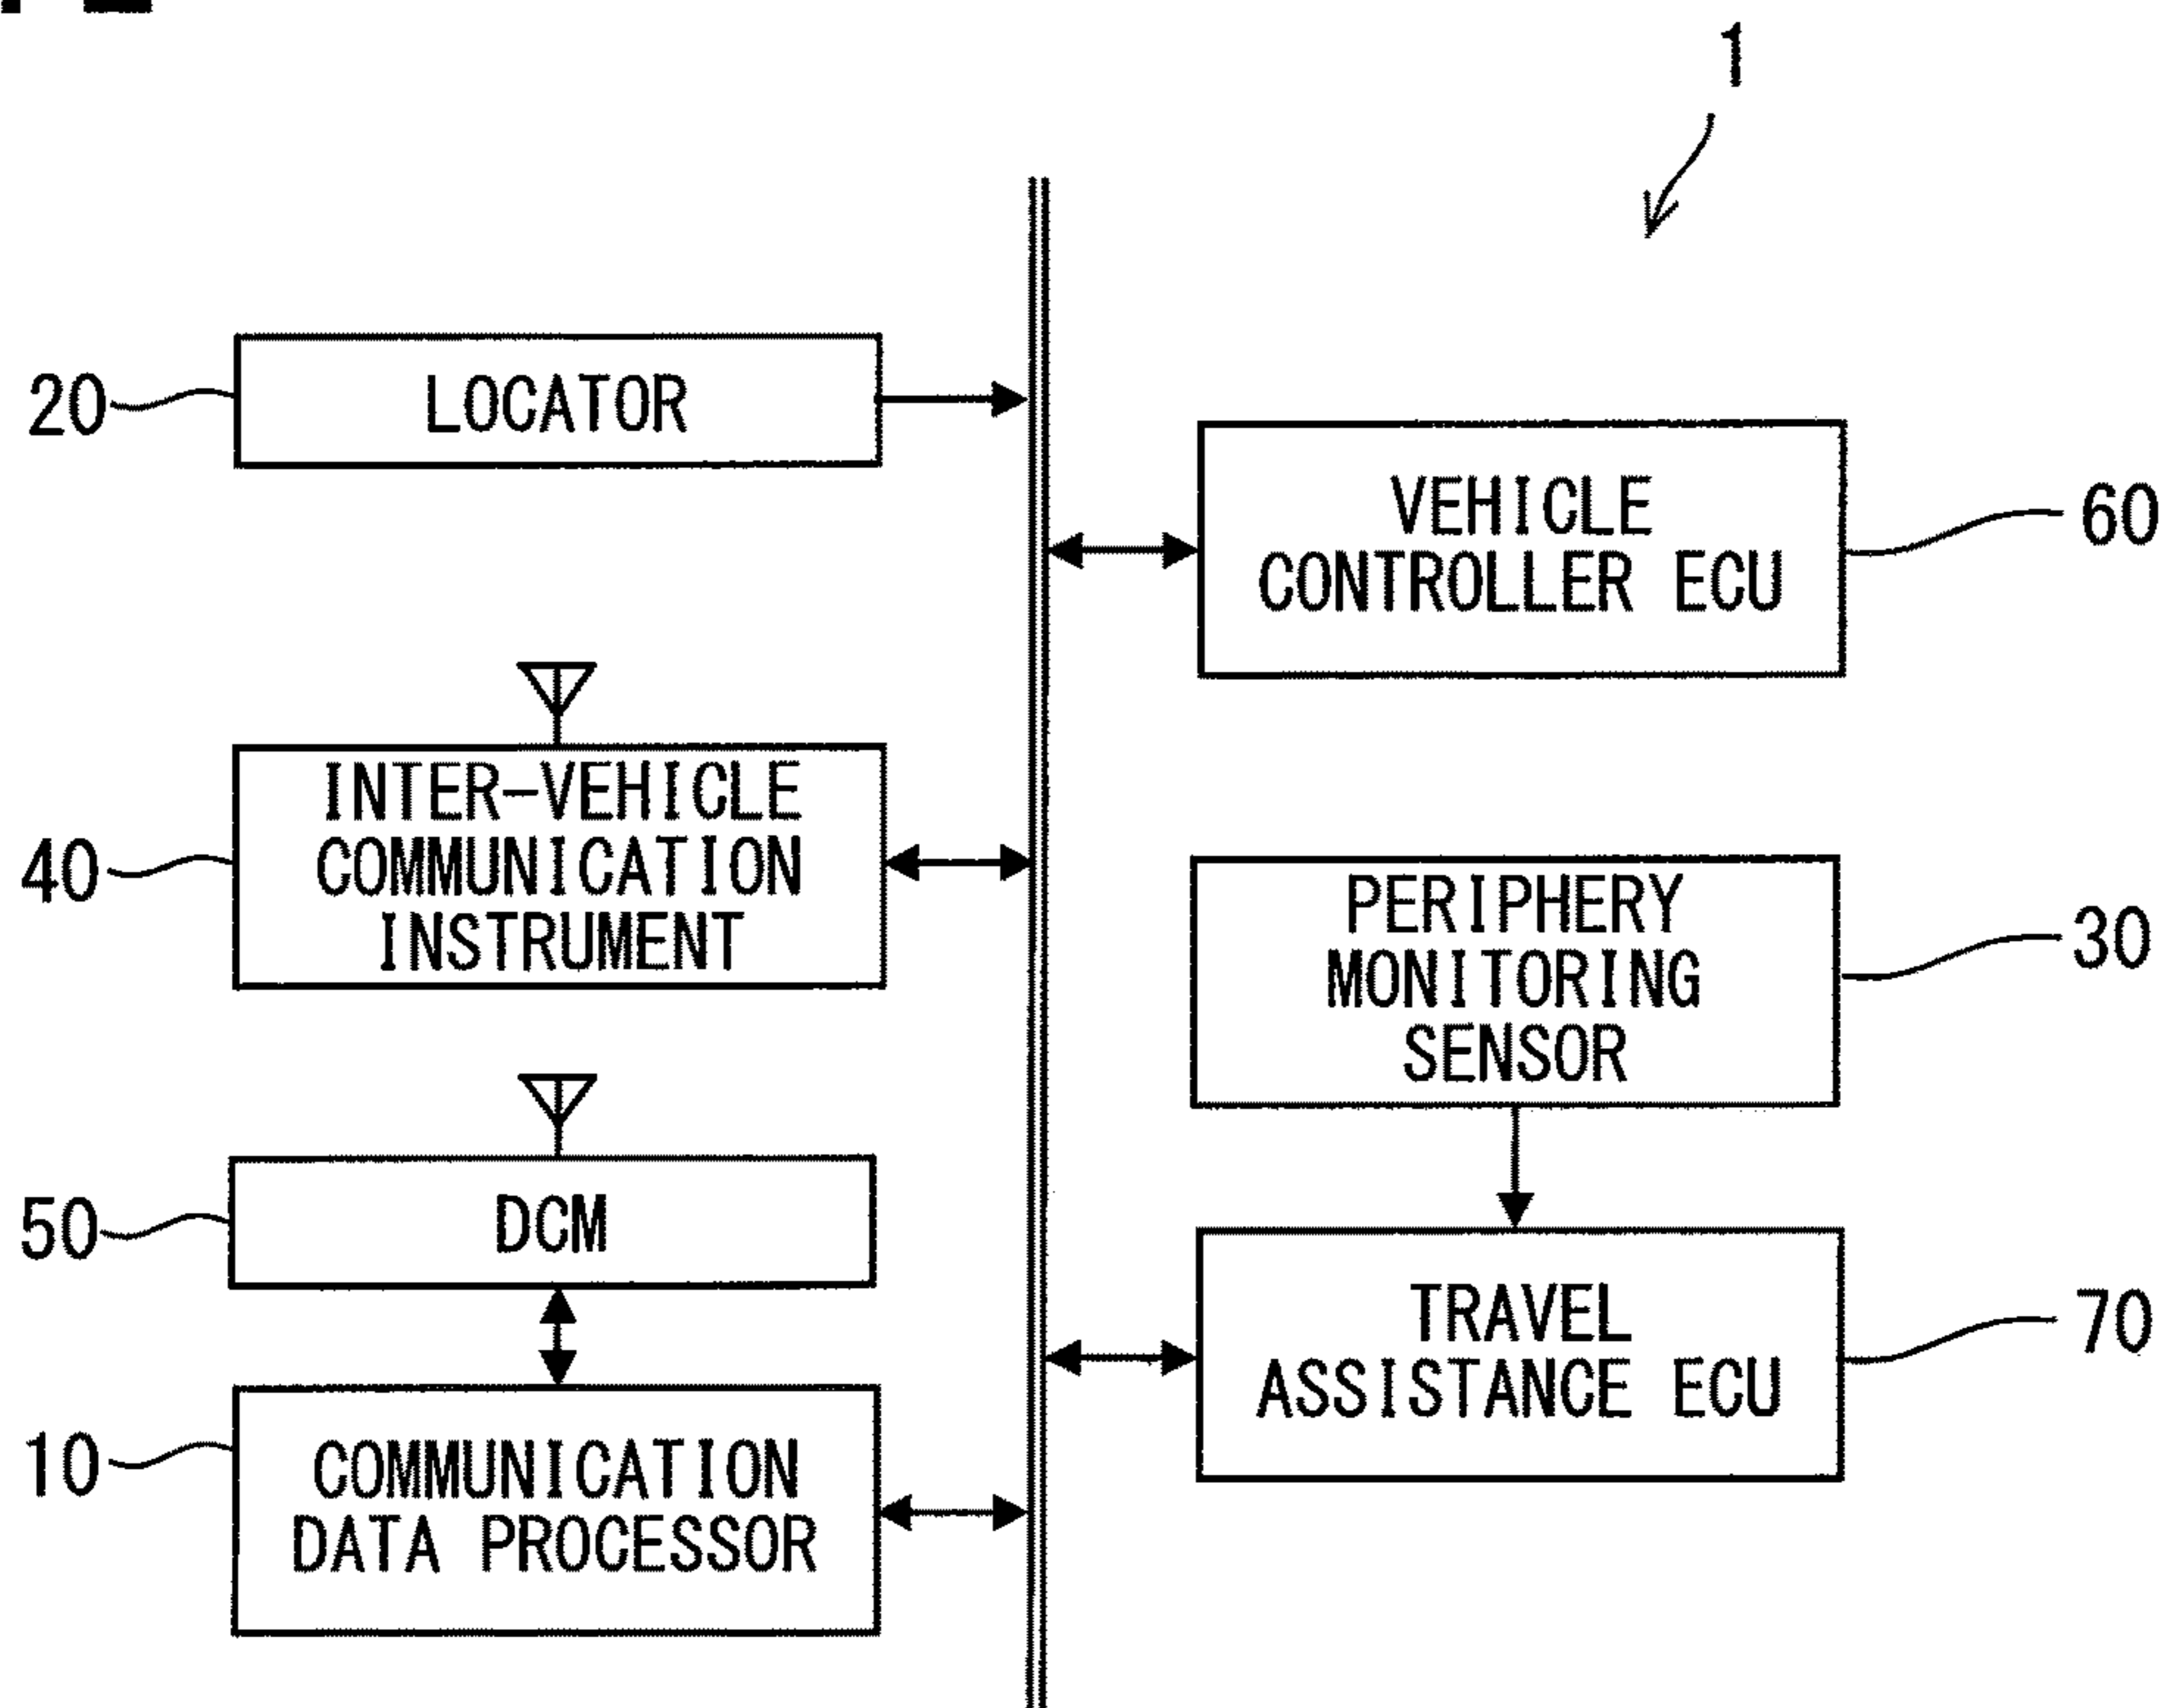 1
20
LOCATOR
VEHICLE
CONTROLLER ECU
60
40
INTER-VEHICLE
COMMUNICATION
INSTRUMENT
PERIPHERY
MONITORING
SENSOR
30
50
DCM
TRAVEL
ASSISTANCE ECU
70
10
COMMUNICATION
DATA PROCESSOR